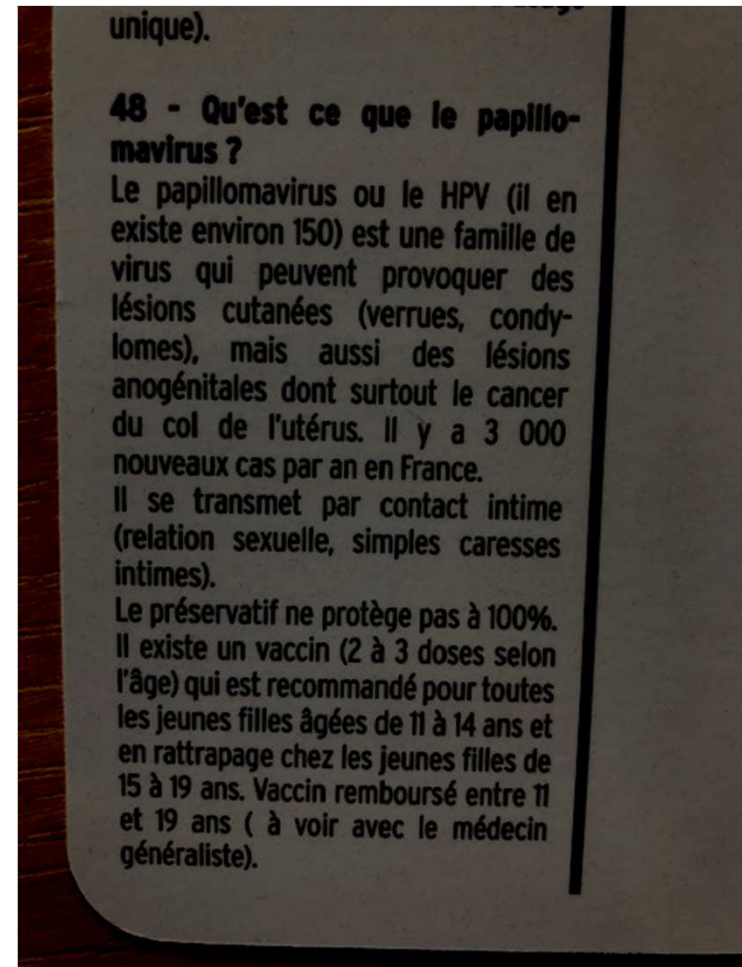 unique).
48 - Qu'est ce que le papillo-
mavirus ?
Le papillomavirus ou le HPV (il en
existe environ 150) est une famille de
virus qui peuvent provoquer des
lésions cutanées (verrues, condy-
lomes), mais aussi des lésions
anogénitales dont surtout le cancer
du col de l'utérus. Il y a 3 000
nouveaux cas par an en France.
Il se transmet par contact intime
(relation sexuelle, simples caresses
intimes).
Le préservatif ne protège pas à 100%.
Il existe un vaccin (2 à 3 doses selon
l'âge) qui est recommandé pour toutes
les jeunes filles âgées de 11 à 14 ans et
en rattrapage chez les jeunes filles de
15 à 19 ans. Vaccin remboursé entre 11
et 19 ans ( à voir avec le médecin
généraliste).